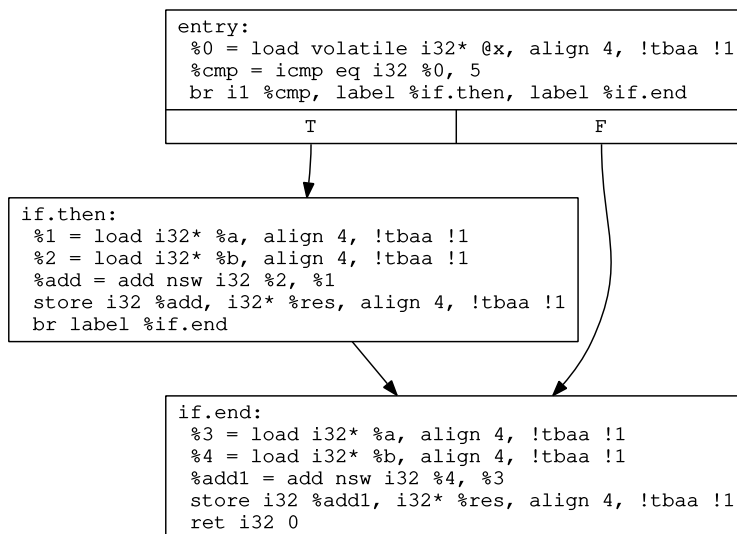 entry:
%0 = load volatile i32* @x, align 4, !tbaa !1
%cmp = icmp eq i32 %0, 5
br i1 %cmp, label %if.then, label %if.end
T
F
if.then:
%1 = load i32* %a, align 4, !tbaa !1
%2 = load i32* %b, align 4, !tbaa !1
%add = add nsw i32 %2, %1
store i32 %add, i32* %res, align 4, !tbaa !1
br label %if.end
if.end:
%3 = load i32* %a, align 4, !tbaa !1
%4 = load i32* %b, align 4, !tbaa !1
%add1 = add nsw i32 %4, %3
store i32 %add1, i32* %res, align 4, !tbaa !1
ret i32 0